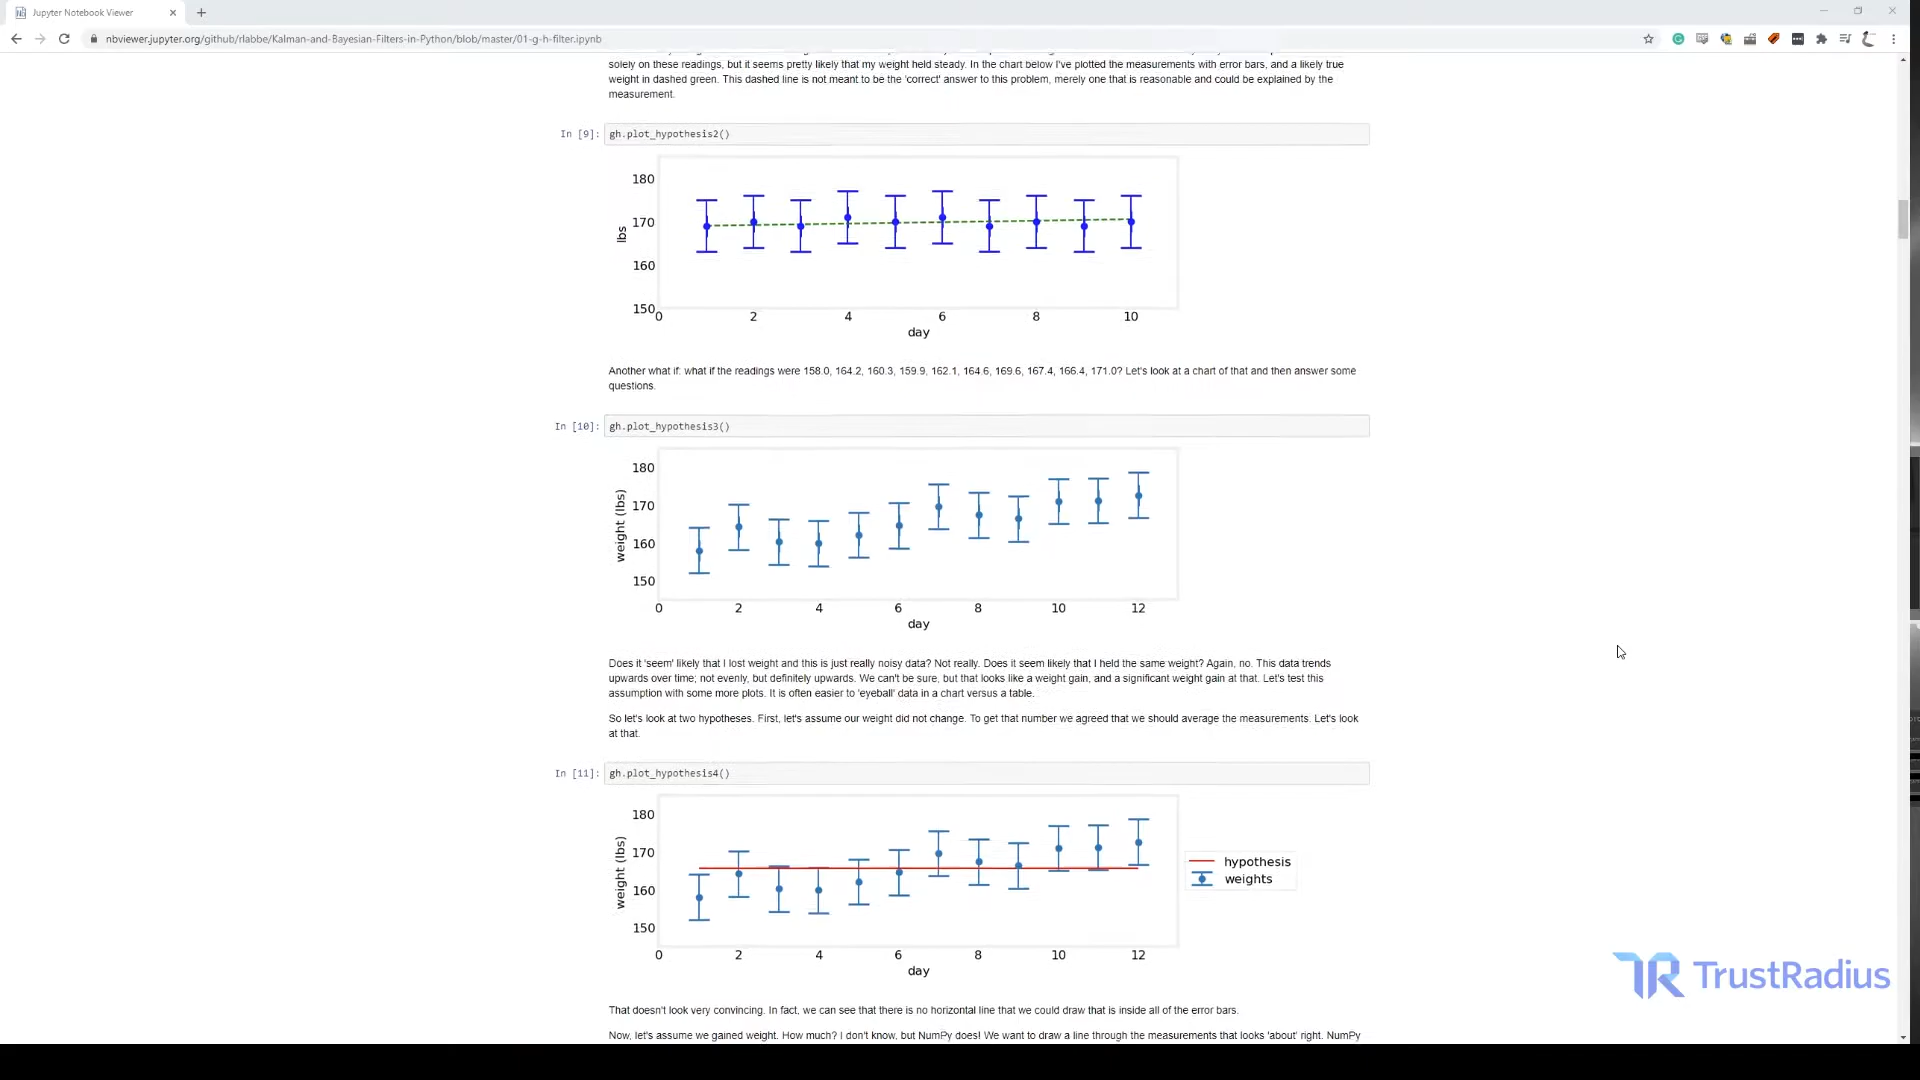 Jupyter Notebook Viewer
nbviewer.jupyter.org/github/rlabbe/Kalman-and-Bayesian-Filters-in-Python/blob/master/01-g-h-filter.ipynb
solely on these readings, but it seems pretty likely that my weight held steady. In the chart below I've plotted the measurements with error bars, and a likely true
weight in dashed green. This dashed line is not meant to be the 'correct' answer to this problem, merely one that is reasonable and could be explained by the
measurement.
In [9]: gh.plot_hypothesis2()
180
170
160
150
lbs
0 2 4 6 8 10
day
Another what if: what if the readings were 158.0, 164.2, 160.3, 159.9, 162.1, 164.6, 169.6, 167.4, 166.4, 171.0? Let's look at a chart of that and then answer some
questions.
In [10]: gh.plot_hypothesis3()
180
170
160
150
weight (lbs)
0 2 4 6 8 10 12
day
Does it 'seem' likely that I lost weight and this is just really noisy data? Not really. Does it seem likely that I held the same weight? Again, no. This data trends
upwards over time; not evenly, but definitely upwards. We can't be sure, but that looks like a weight gain, and a significant weight gain at that. Let's test this
assumption with some more plots. It is often easier to 'eyeball' data in a chart versus a table.
So let's look at two hypotheses. First, let's assume our weight did not change. To get that number we agreed that we should average the measurements. Let's look
at that.
In [11]: gh.plot_hypothesis4()
180
170
160
150
weight (lbs)
0 2 4 6 8 10 12
day
hypothesis
weights
TrustRadius
That doesn't look very convincing. In fact, we can see that there is no horizontal line that we could draw that is inside all of the error bars.
Now, let's assume we gained weight. How much? I don't know, but NumPy does! We want to draw a line through the measurements that looks 'about' right. NumPy